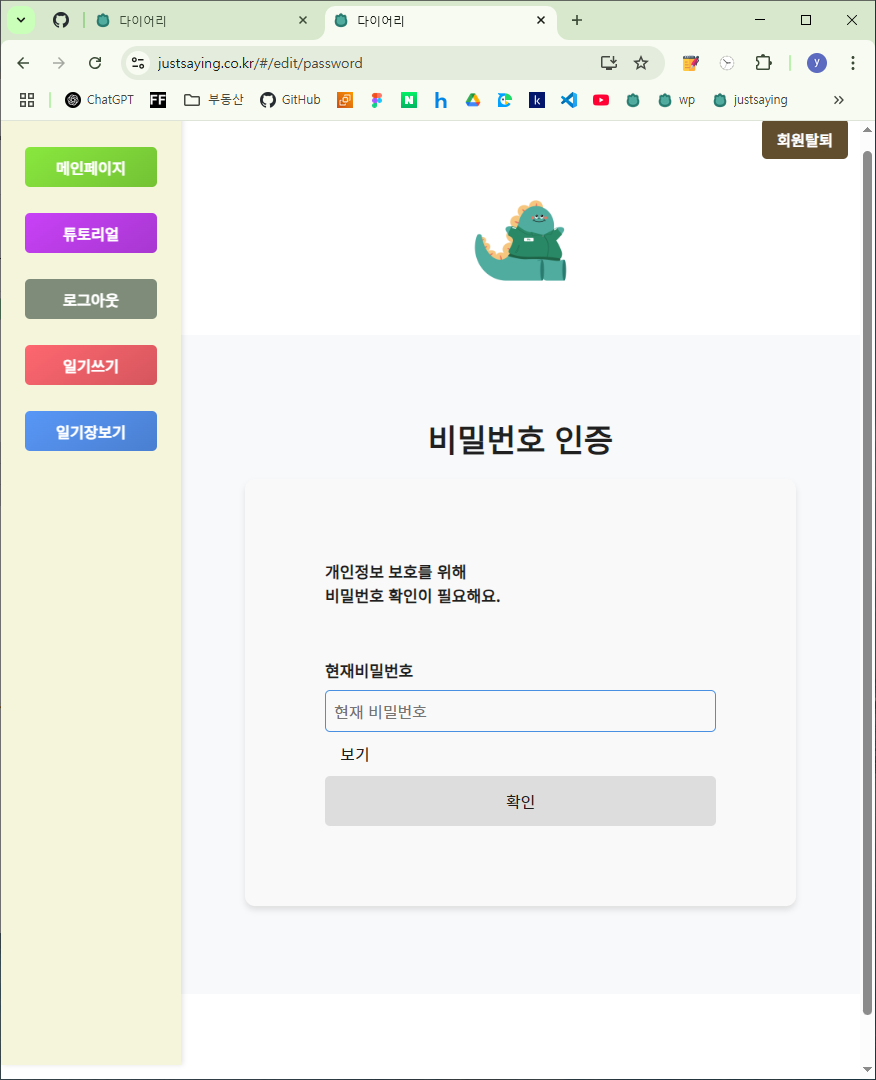 다이어리
다이어리
justsaying.co.kr/#/edit/password
y
ChatGPT
FF
부동산
GitHub
N
h
k
wp
justsaying
메인페이지
튜토리얼
로그아웃
일기쓰기
일기장보기
회원탈퇴
비밀번호 인증
개인정보 보호를 위해
비밀번호 확인이 필요해요.
현재비밀번호
현재 비밀번호
보기
확인